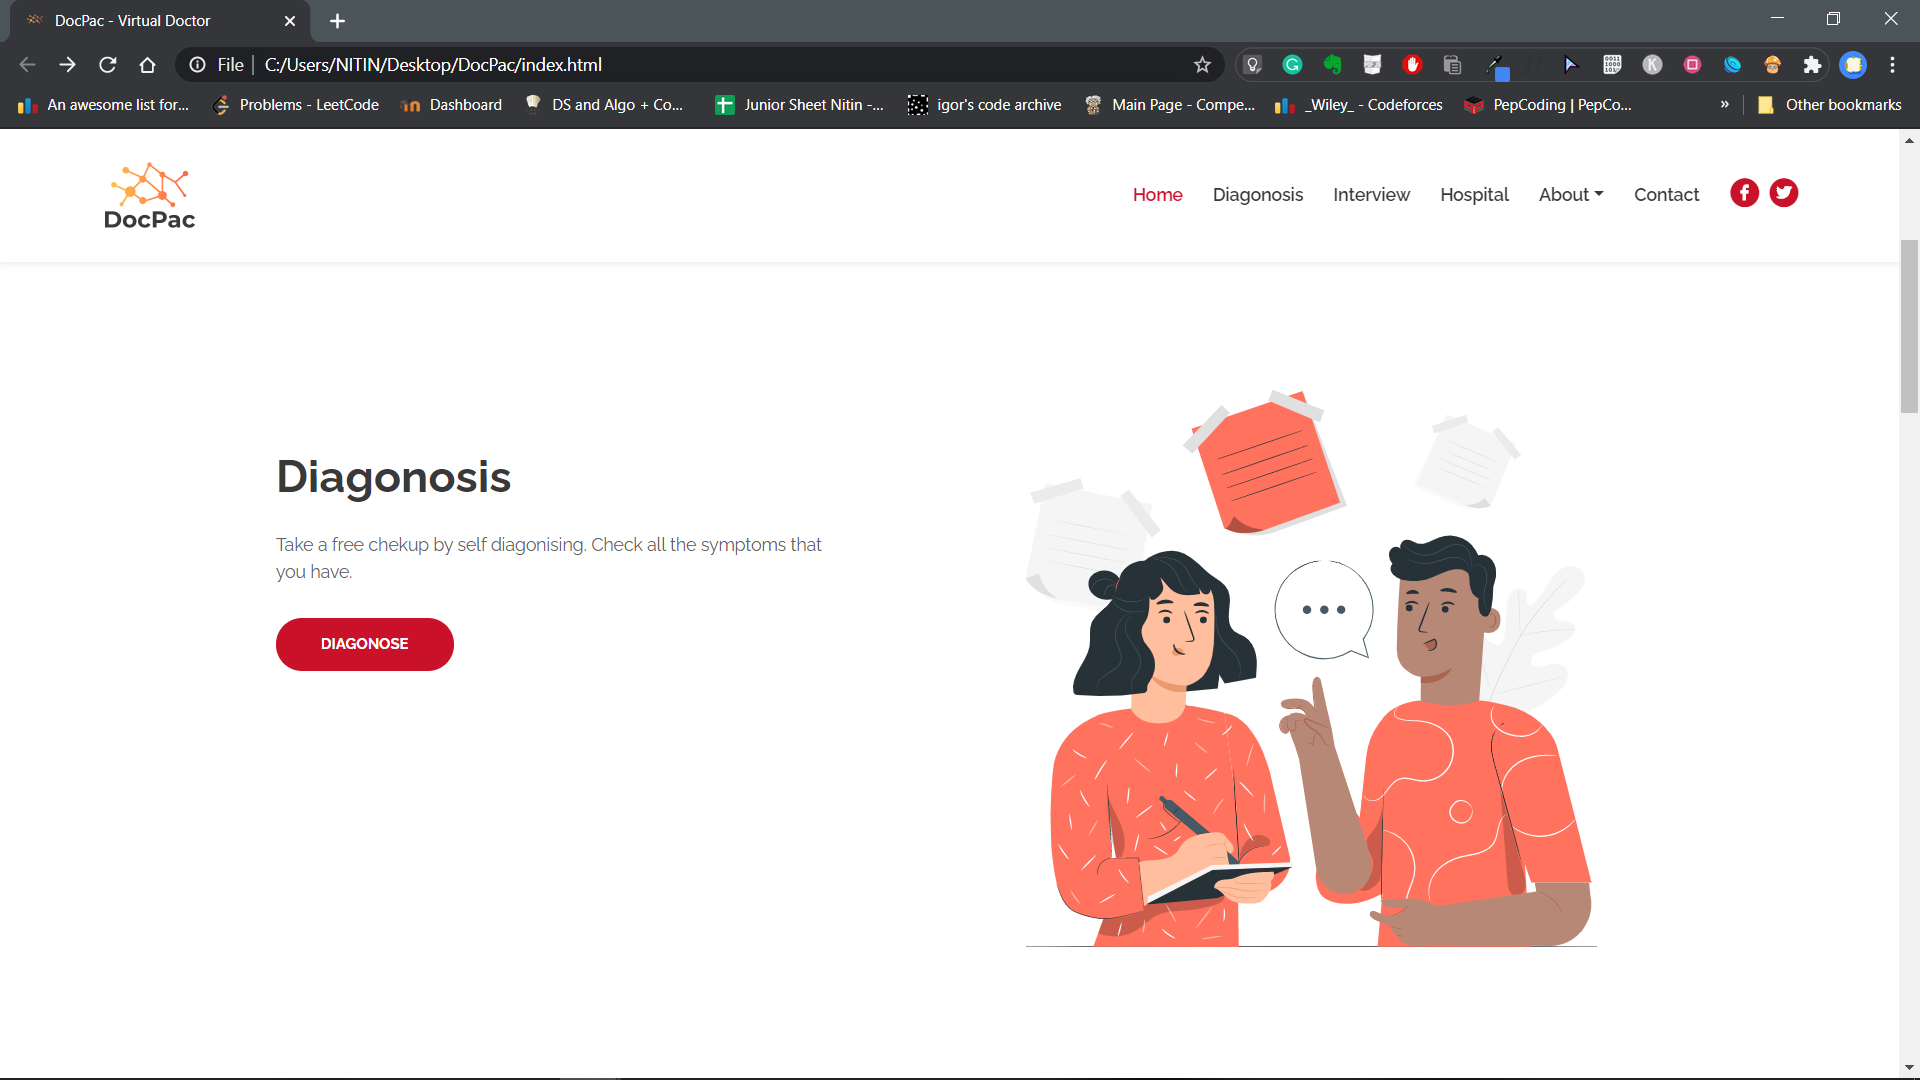 DocPac - Virtual Doctor
File | C:/Users/NITIN/Desktop/DocPac/index.html
An awesome list for...
Problems - LeetCode
Dashboard
DS and Algo + Co...
Junior Sheet Nitin -...
igor's code archive
Main Page - Compe...
_Wiley_ - Codeforces
PepCoding | PepCo...
»
Other bookmarks
DocPac
Home Diagonosis Interview Hospital About Contact
Diagonosis
Take a free chekup by self diagonising. Check all the symptoms that
you have.
DIAGONOSE